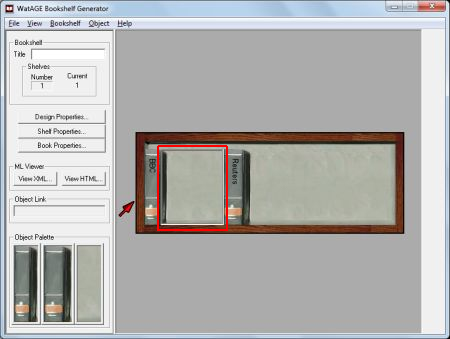 WatAGE Bookshelf Generator
File View Bookshelf Object Help
Bookshelf
Title
Shelves
Number Current
1 1
Design Properties...
Shelf Properties...
Book Properties...
ML Viewer
View XML... View HTML...
Object Link
Object Palette
BBC
Reuters